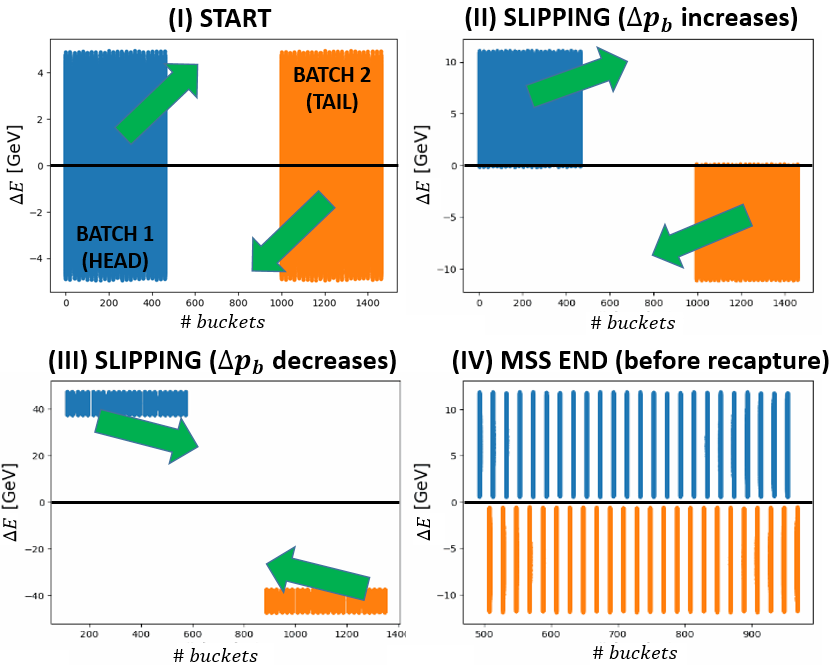 (I) START
4
2
0
−2
−4
ΔE [GeV]
BATCH 1
(HEAD)
BATCH 2
(TAIL)
0 200 400 600 800 1000 1200 1400
# buckets
(II) SLIPPING (Δp_b increases)
10
5
0
−5
−10
ΔE [GeV]
0 200 400 600 800 1000 1200 1400
# buckets
(III) SLIPPING (Δp_b decreases)
40
20
0
−20
−40
ΔE [GeV]
200 400 600 800 1000 1200 140
# buckets
(IV) MSS END (before recapture)
10
5
0
−5
−10
ΔE [GeV]
500 600 700 800 900
# buckets